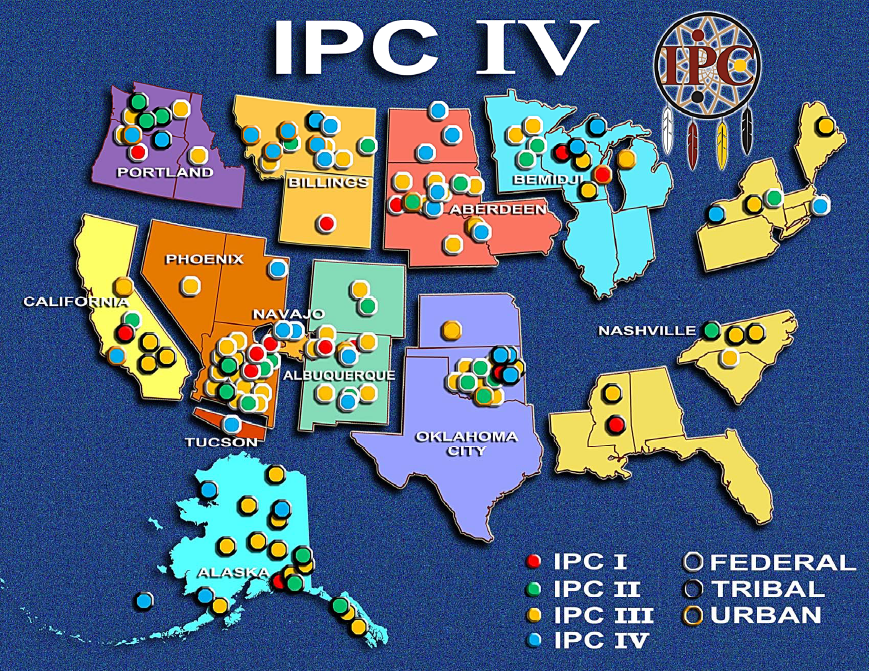 IPC IV
IPC
PORTLAND
BILLINGS
BEMIDJI
ABERDEEN
PHOENIX
CALIFORNIA
NAVAJO
NASHVILLE
ALBUQUERQUE
TUCSON
OKLAHOMA
CITY
ALASKA
IPC I
FEDERAL
IPC II
TRIBAL
IPC III
URBAN
IPC IV